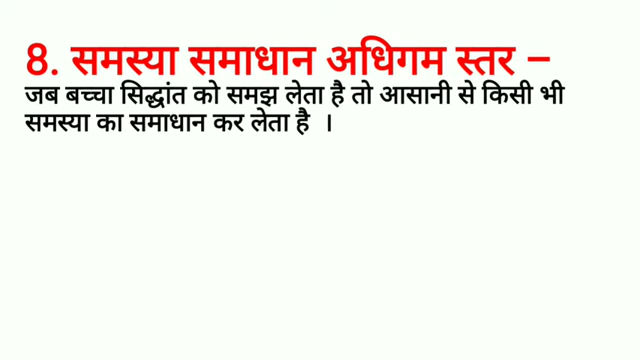 8. समस्या समाधान अधिगम स्तर –
जब बच्चा सिद्धांत को समझ लेता है तो आसानी से किसी भी
समस्या का समाधान कर लेता है ।